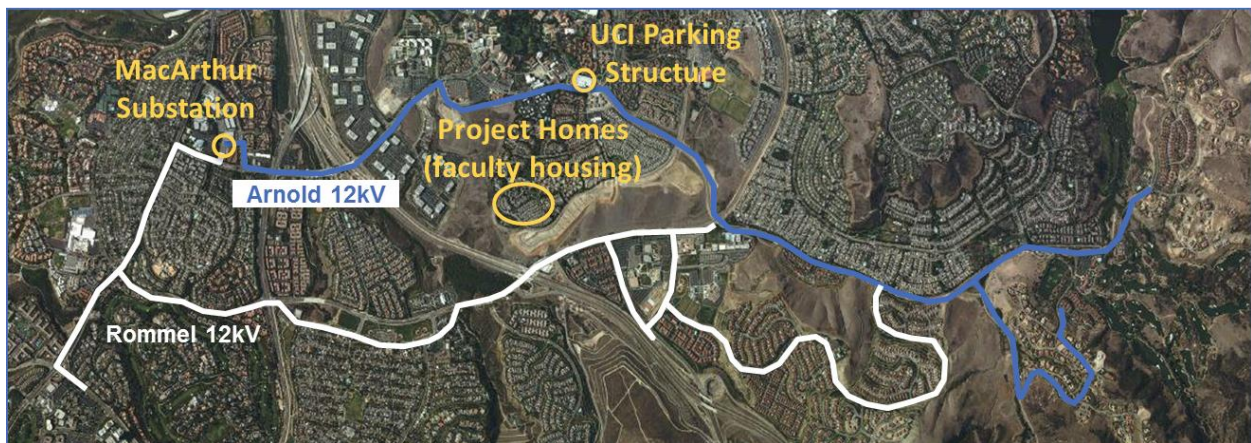 MacArthur
Substation
UCI Parking
Structure
Project Homes
(faculty housing)
Arnold 12kV
Rommel 12kV